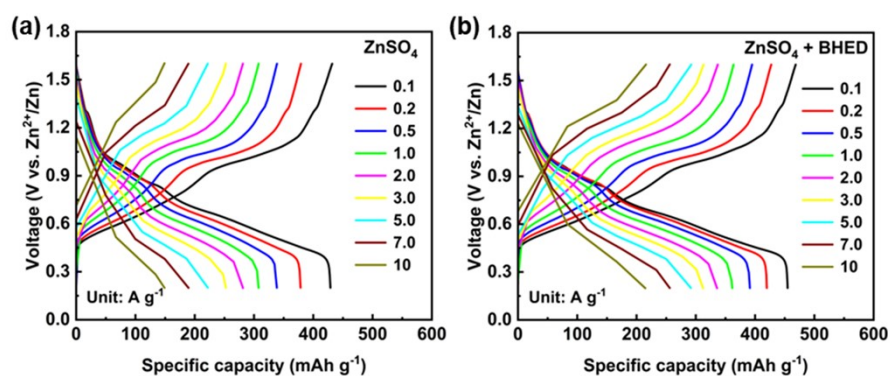 (a)
ZnSO₄
0.1
0.2
0.5
1.0
2.0
3.0
5.0
7.0
10
Unit: A g⁻¹
Voltage (V vs. Zn²⁺/Zn)
1.8
1.5
1.2
0.9
0.6
0.3
0.0
0 100 200 300 400 500 600
Specific capacity (mAh g⁻¹)
(b)
ZnSO₄ + BHED
0.1
0.2
0.5
1.0
2.0
3.0
5.0
7.0
10
Unit: A g⁻¹
Voltage (V vs. Zn²⁺/Zn)
1.8
1.5
1.2
0.9
0.6
0.3
0.0
0 100 200 300 400 500 600
Specific capacity (mAh g⁻¹)